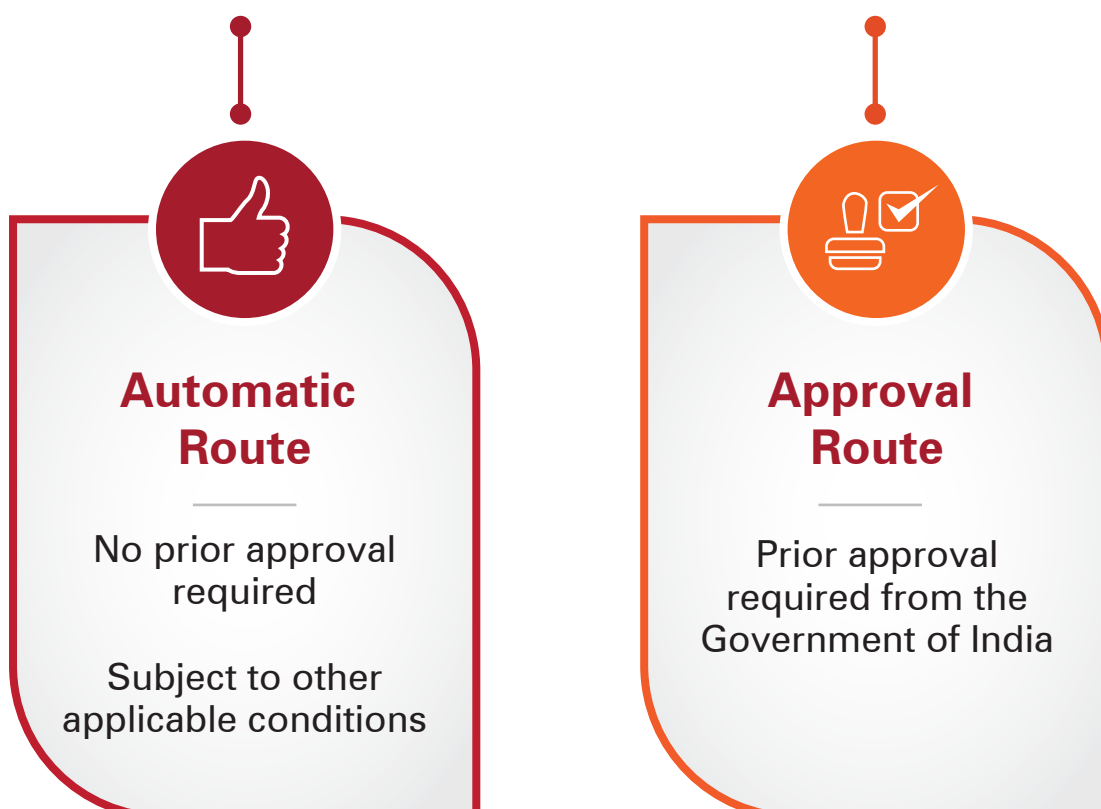 Automatic
Route
No prior approval
required
Subject to other
applicable conditions
Approval
Route
Prior approval
required from the
Government of India